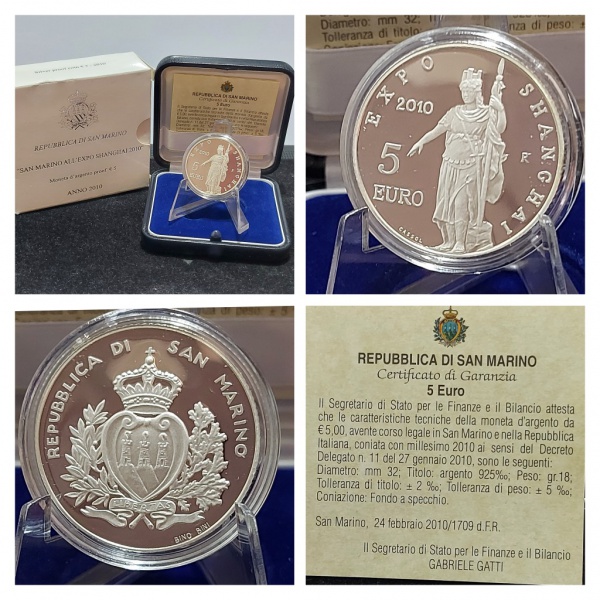 REPUBBLICA DI SAN MARINO
"SAN MARINO ALL'EXPO SHANGHAI 2010"
Moneta d'argento proof € 5
ANNO 2010
REPUBBLICA DI SAN MARINO
Certificato di Garanzia
5 Euro
EXPO SHANGHAI
2010
5
EURO
R
CASSOL
REPUBBLICA DI SAN MARINO
LIBERTAS
BINO BINI
REPUBBLICA DI SAN MARINO
Certificato di Garanzia
5 Euro
Il Segretario di Stato per le Finanze e il Bilancio attesta
che le caratteristiche tecniche della moneta d'argento da
€ 5,00, avente corso legale in San Marino e nella Repubblica
Italiana, coniata con millesimo 2010 ai sensi del Decreto
Delegato n. 11 del 27 gennaio 2010, sono le seguenti:
Diametro: mm 32; Titolo: argento 925‰; Peso: gr.18;
Tolleranza di titolo: ± 2 ‰; Tolleranza di peso: ± 5 ‰;
Coniazione: Fondo a specchio.
San Marino, 24 febbraio 2010/1709 d.F.R.
Il Segretario di Stato per le Finanze e il Bilancio
GABRIELE GATTI